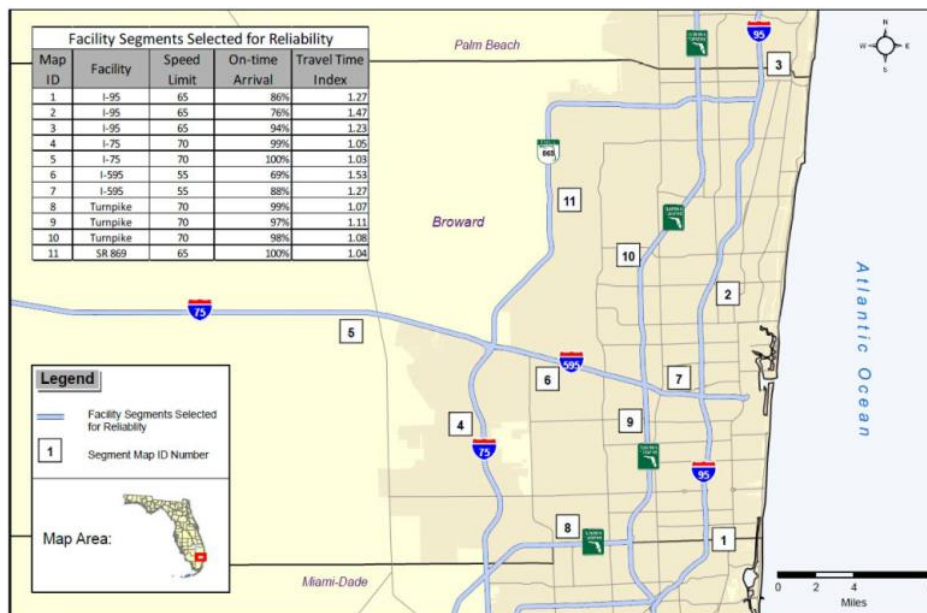 Facility Segments Selected for Reliability
Map ID Facility Speed Limit On-time Arrival Travel Time Index
1 I-95 65 86% 1.27
2 I-95 65 76% 1.47
3 I-95 65 94% 1.23
4 I-75 70 99% 1.05
5 I-75 70 100% 1.03
6 I-595 55 69% 1.53
7 I-595 55 88% 1.27
8 Turnpike 70 99% 1.07
9 Turnpike 70 97% 1.11
10 Turnpike 70 98% 1.08
11 SR 869 65 100% 1.04
Palm Beach
95
N
W E
S
3
869
11
Broward
10
2
Atlantic Ocean
75
5
595
6
7
4
9
75
95
8
1
Miami-Dade
Legend
Facility Segments Selected
for Reliablity
1 Segment Map ID Number
Map Area:
0 2 4
Miles